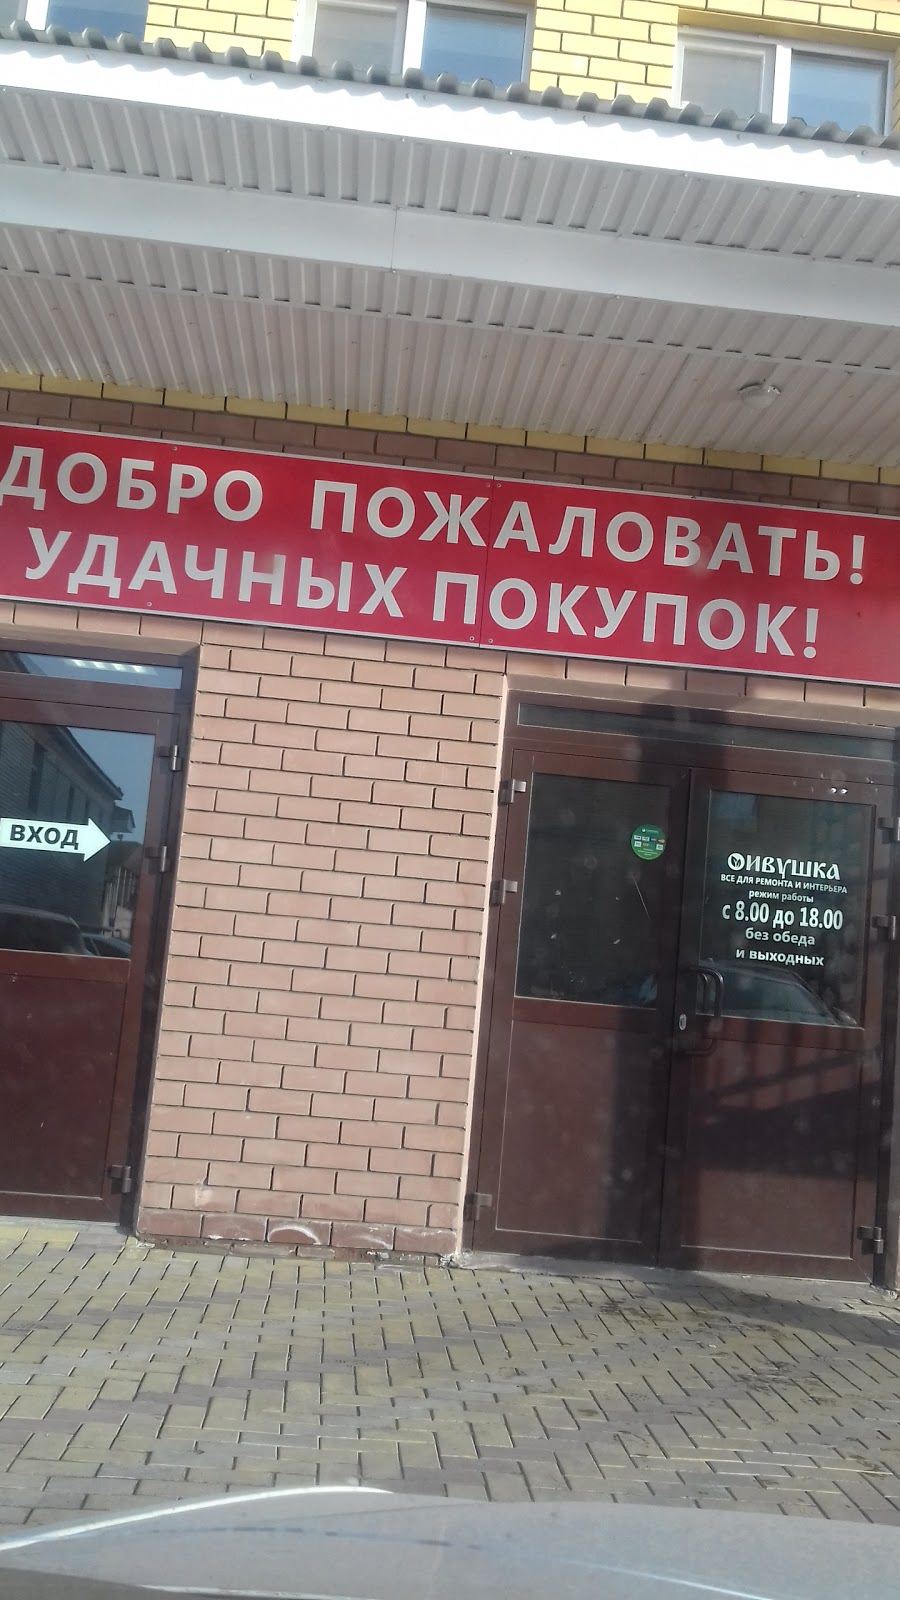 ДОБРО ПОЖАЛОВАТЬ!
УДАЧНЫХ ПОКУПОК!
ВХОД
ИВУШКА
ВСЕ ДЛЯ РЕМОНТА И ИНТЕРЬЕРА
режим работы
с 8.00 до 18.00
без обеда
и выходных